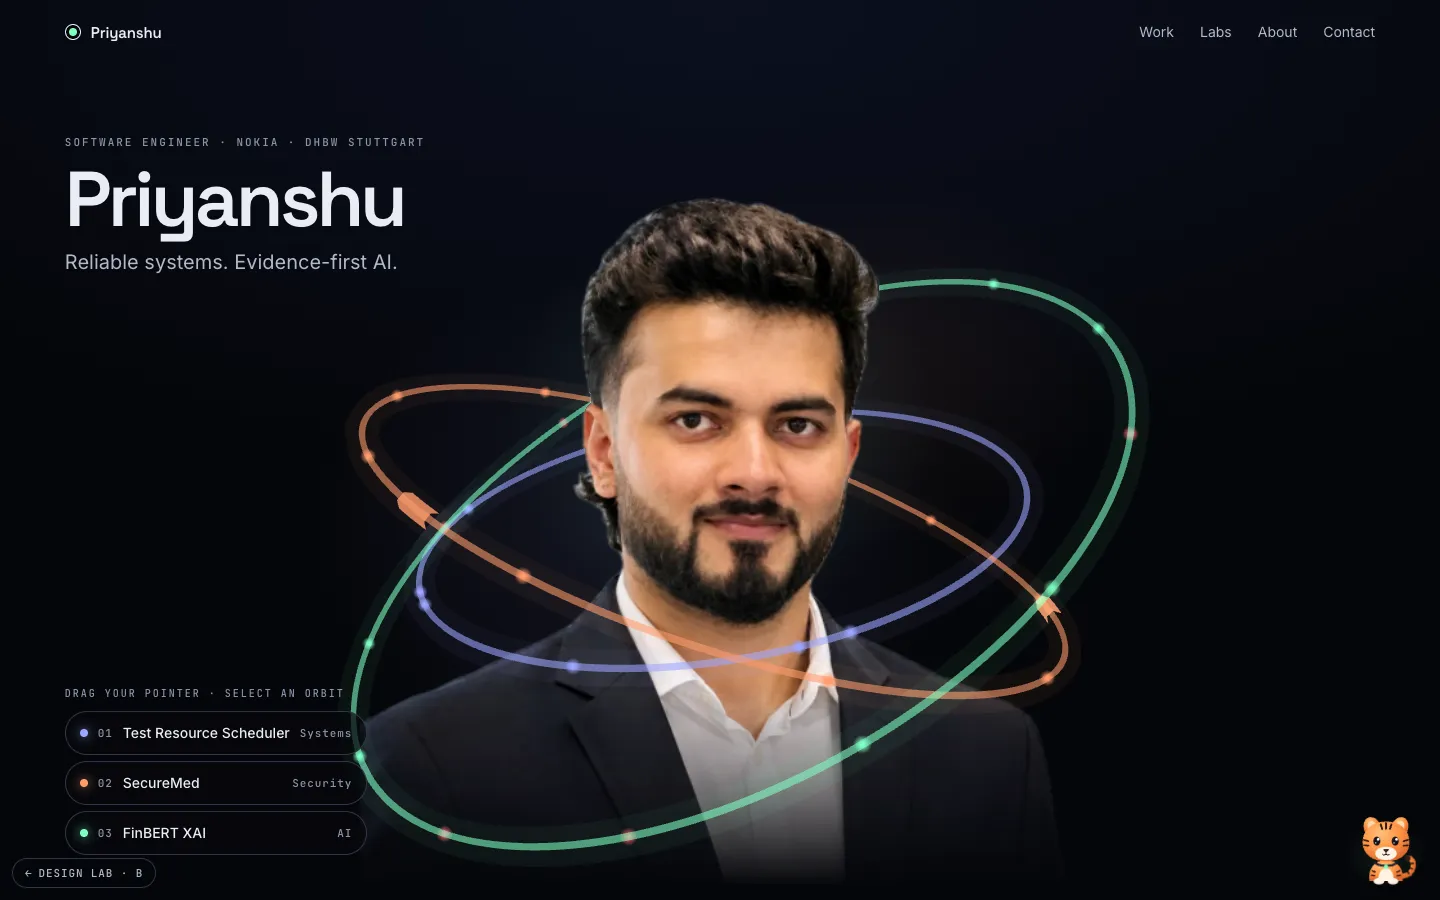 Priyanshu
Work Labs About Contact
SOFTWARE ENGINEER · NOKIA · DHBW STUTTGART
Priyanshu
Reliable systems. Evidence-first AI.
DRAG YOUR POINTER · SELECT AN ORBIT
01 Test Resource Scheduler Systems
02 SecureMed Security
03 FinBERT XAI AI
← DESIGN LAB · B